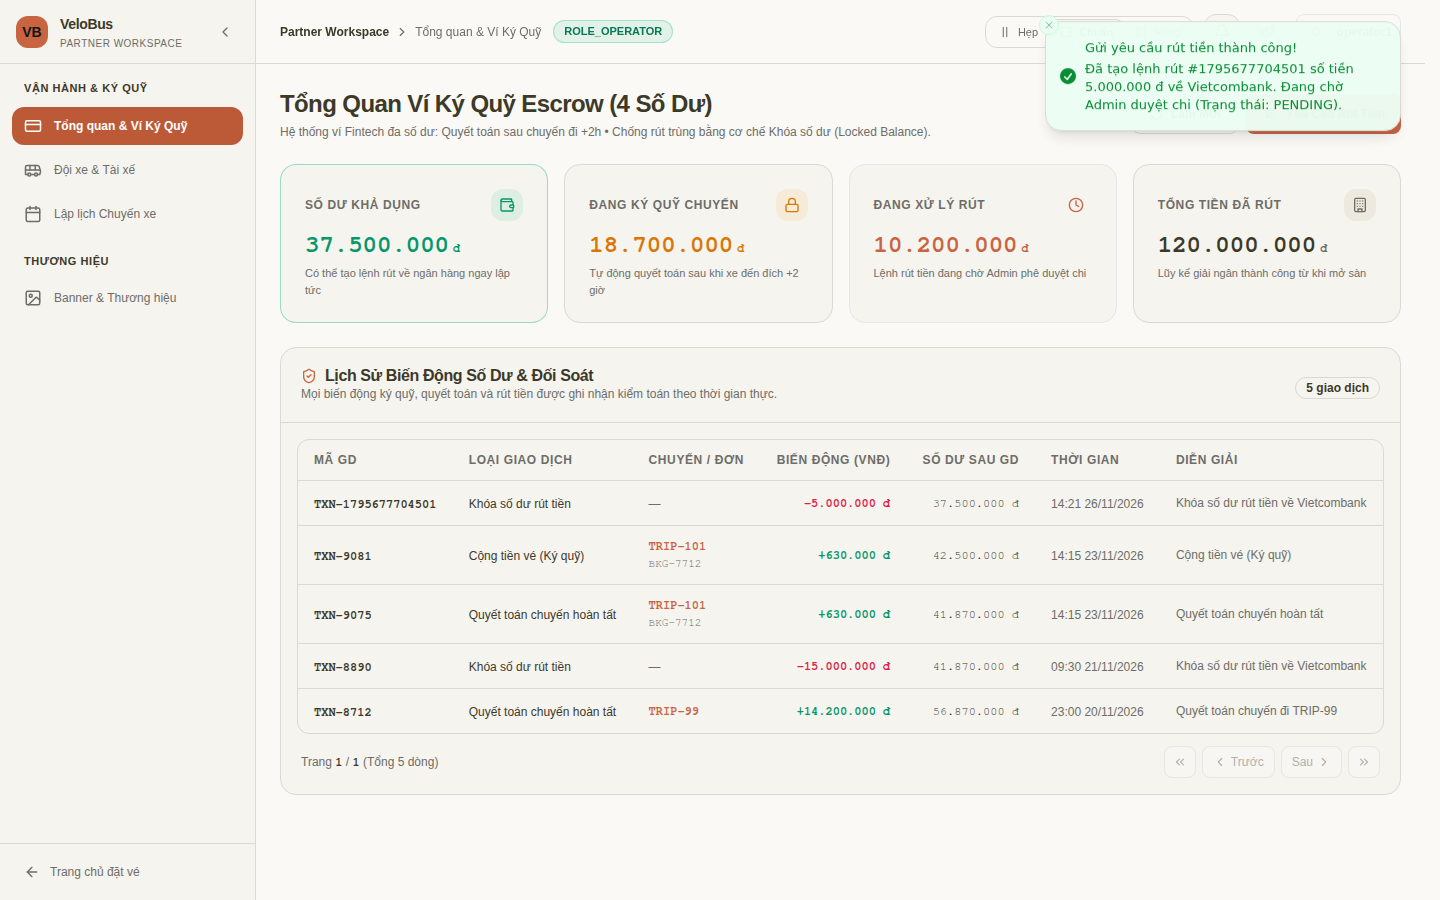 VB
VeloBus
PARTNER WORKSPACE
VẬN HÀNH & KÝ QUỸ
Tổng quan & Ví Ký Quỹ
Đội xe & Tài xế
Lập lịch Chuyến xe
THƯƠNG HIỆU
Banner & Thương hiệu
Trang chủ đặt vé
Partner Workspace
Tổng quan & Ví Ký Quỹ
ROLE_OPERATOR
Hẹp
Gửi yêu cầu rút tiền thành công!
Đã tạo lệnh rút #1795677704501 số tiền
5.000.000 đ về Vietcombank. Đang chờ
Admin duyệt chi (Trạng thái: PENDING).
Tổng Quan Ví Ký Quỹ Escrow (4 Số Dư)
Hệ thống ví Fintech đa số dư: Quyết toán sau chuyến đi +2h • Chống rút trùng bằng cơ chế Khóa số dư (Locked Balance).
SỐ DƯ KHẢ DỤNG
37.500.000 đ
Có thể tạo lệnh rút về ngân hàng ngay lập
tức
ĐANG KÝ QUỸ CHUYẾN
18.700.000 đ
Tự động quyết toán sau khi xe đến đích +2
giờ
ĐANG XỬ LÝ RÚT
10.200.000 đ
Lệnh rút tiền đang chờ Admin phê duyệt chi
TỔNG TIỀN ĐÃ RÚT
120.000.000 đ
Lũy kế giải ngân thành công từ khi mở sàn
Lịch Sử Biến Động Số Dư & Đối Soát
Mọi biến động ký quỹ, quyết toán và rút tiền được ghi nhận kiểm toán theo thời gian thực.
5 giao dịch
MÃ GD LOẠI GIAO DỊCH CHUYẾN / ĐƠN BIẾN ĐỘNG (VNĐ) SỐ DƯ SAU GD THỜI GIAN DIỄN GIẢI
TXN-1795677704501 Khóa số dư rút tiền — -5.000.000 đ 37.500.000 đ 14:21 26/11/2026 Khóa số dư rút tiền về Vietcombank
TXN-9081 Cộng tiền vé (Ký quỹ) TRIP-101 +630.000 đ 42.500.000 đ 14:15 23/11/2026 Cộng tiền vé (Ký quỹ)
BKG-7712
TXN-9075 Quyết toán chuyến hoàn tất TRIP-101 +630.000 đ 41.870.000 đ 14:15 23/11/2026 Quyết toán chuyến hoàn tất
BKG-7712
TXN-8890 Khóa số dư rút tiền — -15.000.000 đ 41.870.000 đ 09:30 21/11/2026 Khóa số dư rút tiền về Vietcombank
TXN-8712 Quyết toán chuyến hoàn tất TRIP-99 +14.200.000 đ 56.870.000 đ 23:00 20/11/2026 Quyết toán chuyến đi TRIP-99
Trang 1 / 1 (Tổng 5 dòng)
Trước
Sau